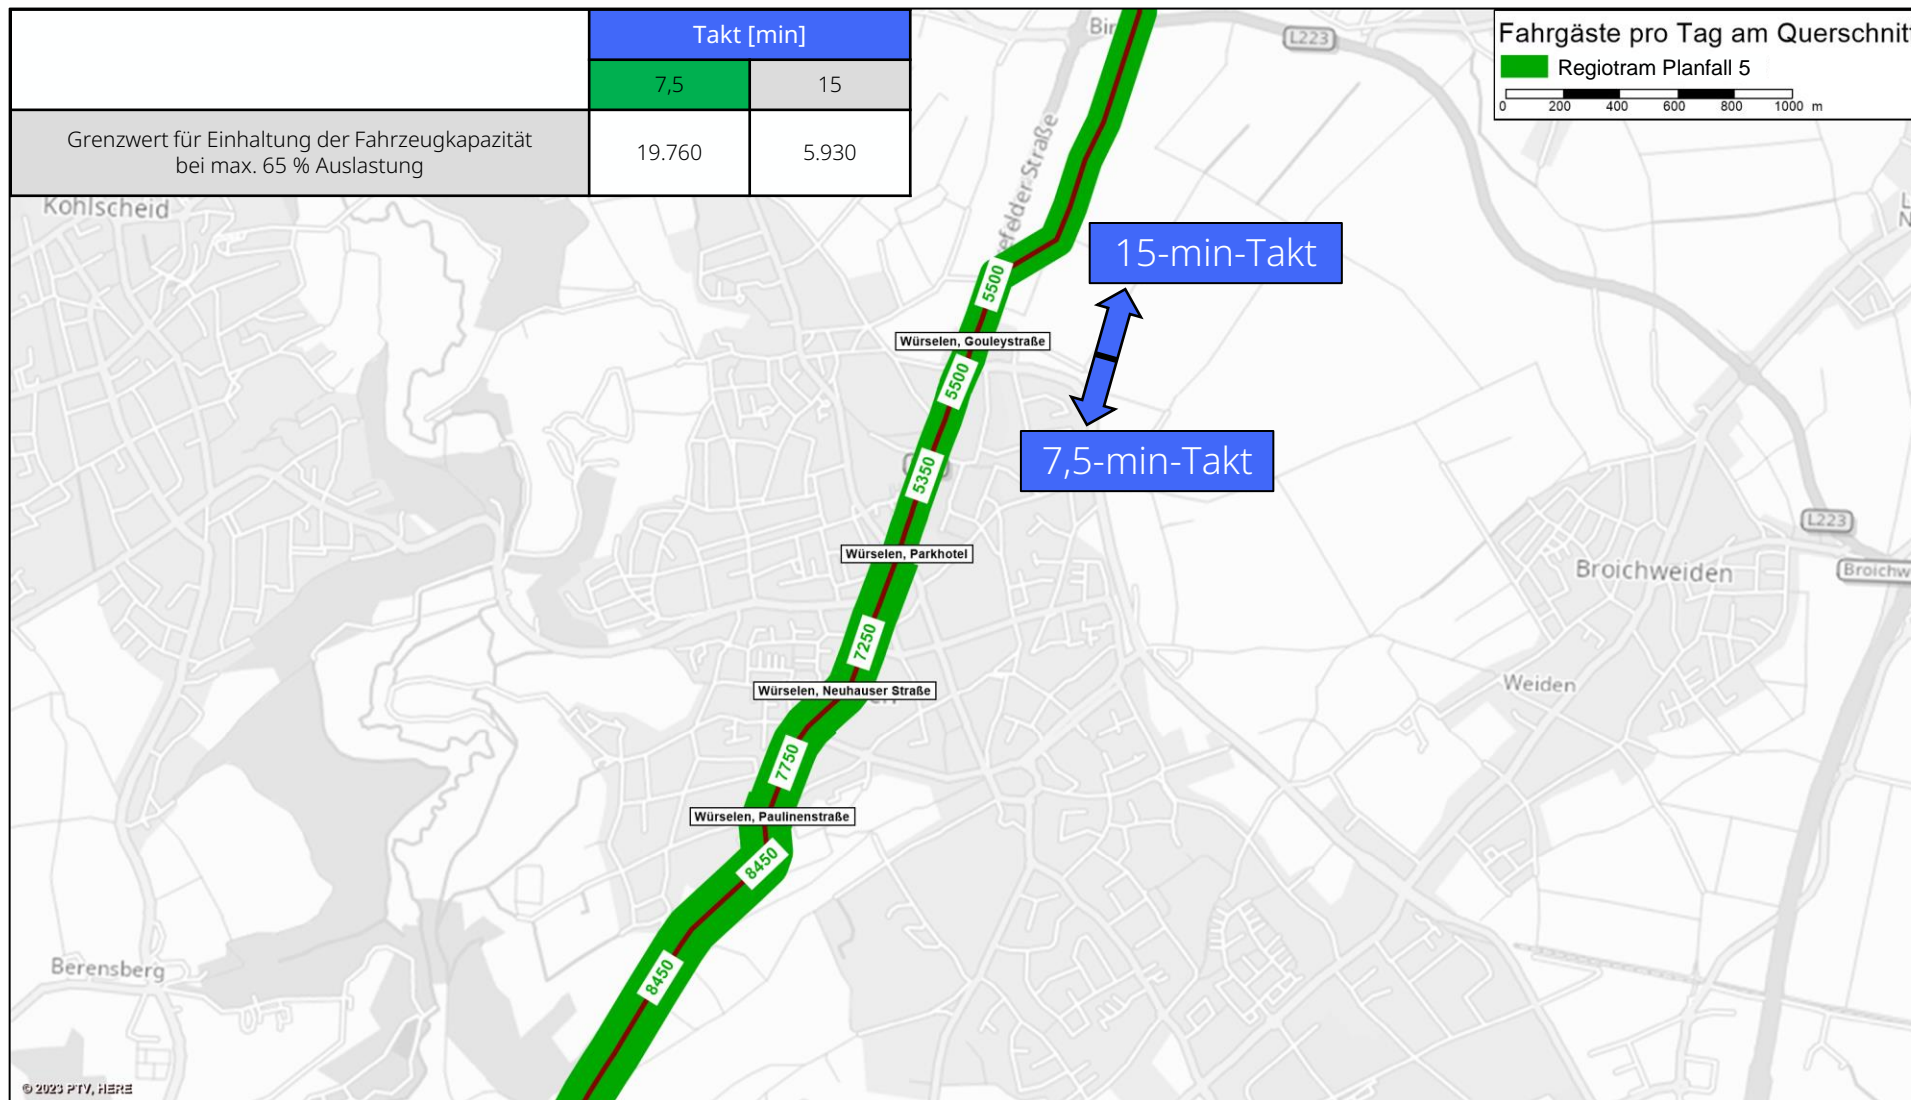 Takt [min]
7,5
15
Grenzwert für Einhaltung der Fahrzeugkapazität
bei max. 65 % Auslastung
19.760
5.930
Fahrgäste pro Tag am Querschnitt
Regiotram Planfall 5
0 200 400 600 800 1000 m
L223
Kohlscheid
15-min-Takt
5500
Würselen, Gouleystraße
5500
7,5-min-Takt
5350
L223
Würselen, Parkhotel
Broichweiden
Broichw
7250
Würselen, Neuhauser Straße
Weiden
7750
Würselen, Paulinenstraße
8450
8450
Berensberg
© 2023 PTV, HERE